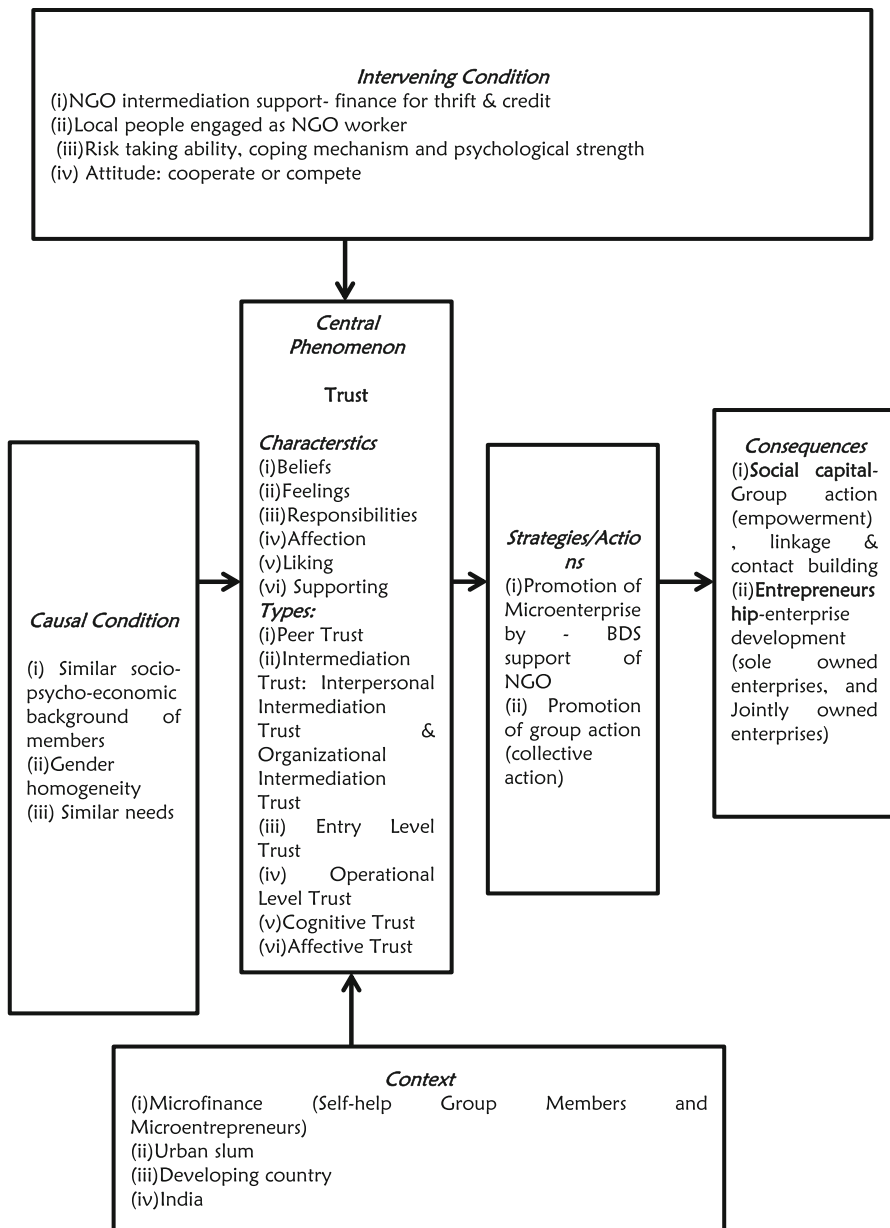 Intervening Condition
(i)NGO intermediation support- finance for thrift & credit
(ii)Local people engaged as NGO worker
(iii)Risk taking ability, coping mechanism and psychological strength
(iv) Attitude: cooperate or compete
Central
Phenomenon
Trust
Characterstics
(i)Beliefs
(ii)Feelings
(iii)Responsibilities
(iv)Affection
(v)Liking
(vi) Supporting
Types:
(i)Peer Trust
(ii)Intermediation
Trust: Interpersonal
Intermediation
Trust &
Organizational
Intermediation
Trust
(iii) Entry Level
Trust
(iv) Operational
Level Trust
(v)Cognitive Trust
(vi)Affective Trust
Causal Condition
(i) Similar socio-
psycho-economic
background of
members
(ii)Gender
homogeneity
(iii) Similar needs
Strategies/Actio
ns
(i)Promotion of
Microenterprise
by - BDS
support of
NGO
(ii) Promotion
of group action
(collective
action)
Consequences
(i)Social capital-
Group action
(empowerment)
, linkage &
contact building
(ii)Entrepreneurs
hip-enterprise
development
(sole owned
enterprises, and
Jointly owned
enterprises)
Context
(i)Microfinance (Self-help Group Members and
Microentrepreneurs)
(ii)Urban slum
(iii)Developing country
(iv)India